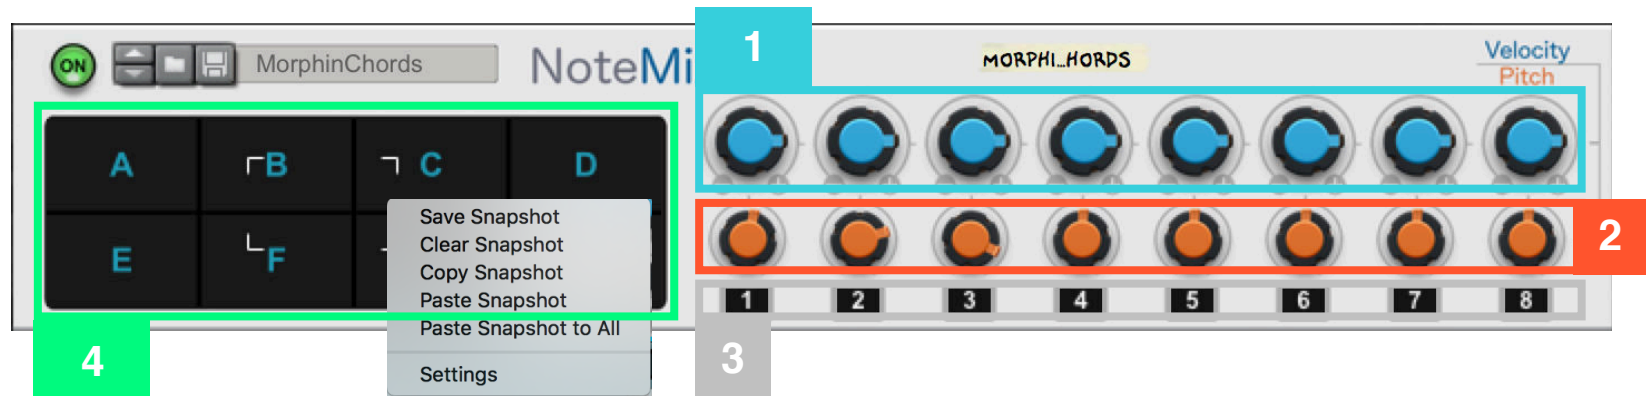 1
ON
MorphinChords
NoteMi
MORPHI_HORDS
Velocity
Pitch
A
B
C
D
E
F
Save Snapshot
Clear Snapshot
Copy Snapshot
Paste Snapshot
Paste Snapshot to All
Settings
2
1 2 3 4 5 6 7 8
3
4